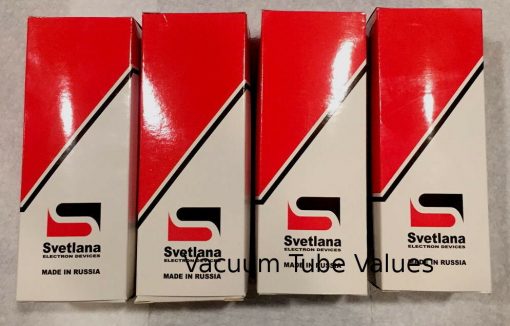 Svetlana
ELECTRON DEVICES
MADE IN RUSSIA
Svetlana
ELECTRON DEVICES
MADE IN RUSSIA
Svetlana
ELECTRON DEVICES
MADE IN RUSSIA
Svetlana
ELECTRON DEVICES
MADE IN RUSSIA
Vacuum Tube Values